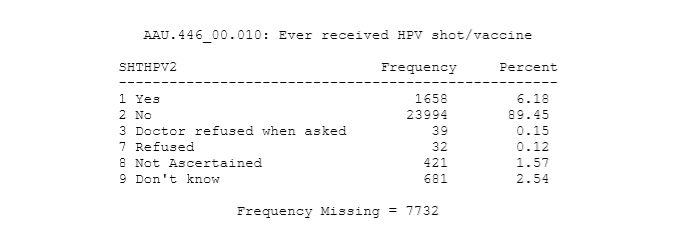 AAU.446_00.010: Ever received HPV shot/vaccine
SHTHPV2 Frequency Percent
1 Yes 1658 6.18
2 No 23994 89.45
3 Doctor refused when asked 39 0.15
7 Refused 32 0.12
8 Not Ascertained 421 1.57
9 Don't know 681 2.54
Frequency Missing = 7732